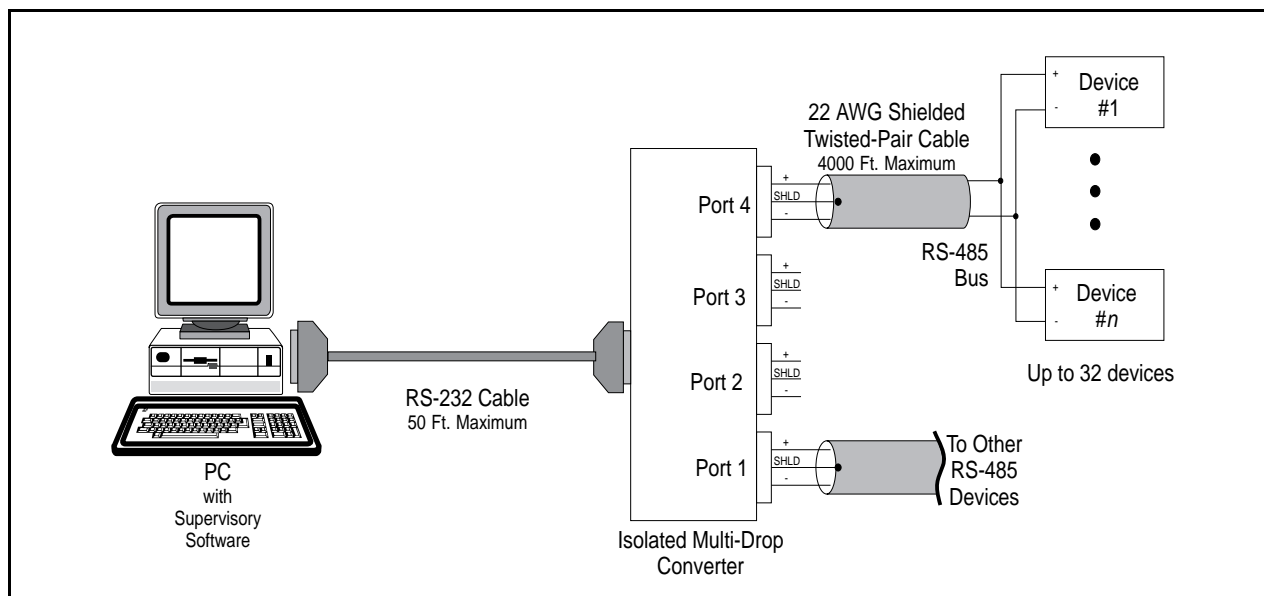 22 AWG Shielded
Twisted-Pair Cable
4000 Ft. Maximum
+
Device
#1
-
Port 4
+
SHLD
-
RS-485
Bus
+
Device
#n
-
Up to 32 devices
Port 3
+
SHLD
-
Port 2
+
SHLD
-
Port 1
+
SHLD
-
To Other
RS-485
Devices
RS-232 Cable
50 Ft. Maximum
PC
with
Supervisory
Software
Isolated Multi-Drop
Converter